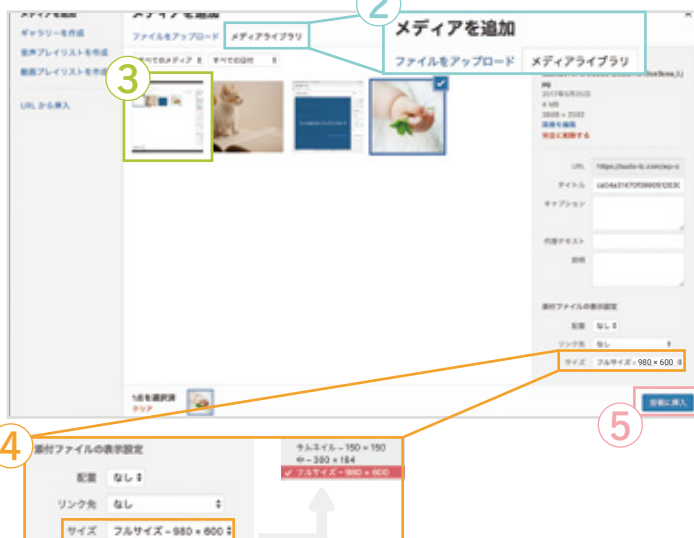 メディアを追加
メディアを追加
ギャラリーを作成
音声プレイリストを作成
動画プレイリストを作成
URL から挿入
ファイルをアップロード メディアライブラリ
すべてのメディア すべての日付
②
メディアを追加
ファイルをアップロード メディアライブラリ
③
2017年5月25日
4 MB
画像を編集
完全に削除する
URL
タイトル
キャプション
代替テキスト
説明
添付ファイルの表示設定
配置 なし
リンク先 なし
サイズ フルサイズ – 980 × 600
1点を選択済
クリア
投稿に挿入
⑤
④
添付ファイルの表示設定
配置 なし
リンク先 なし
サイズ フルサイズ – 980 × 600
サムネイル – 150 × 150
中 – 300 × 184
✓ フルサイズ – 980 × 600